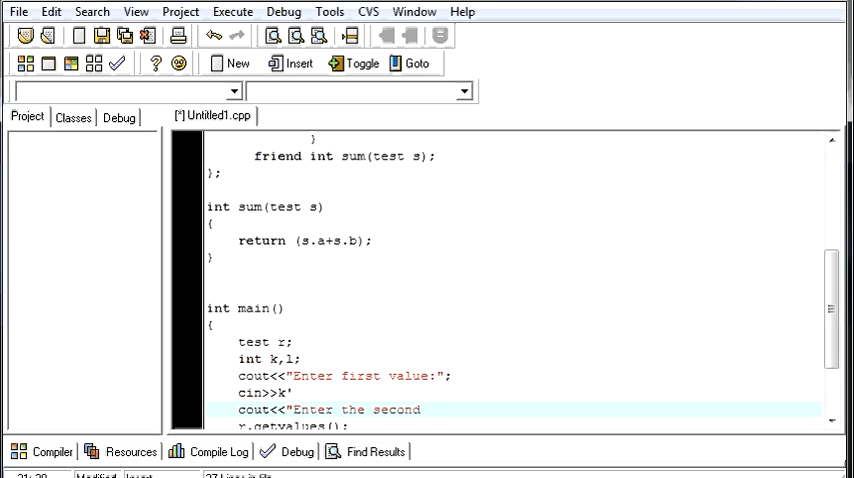 File Edit Search View Project Execute Debug Tools CVS Window Help
New Insert Toggle Goto
Project Classes Debug [*] Untitled1.cpp
}
friend int sum(test s);
};
int sum(test s)
{
return (s.a+s.b);
}
int main()
{
test r;
int k,l;
cout<<"Enter first value:";
cin>>k'
cout<<"Enter the second
r.getvalues();
Compiler Resources Compile Log Debug Find Results
Modified Insert